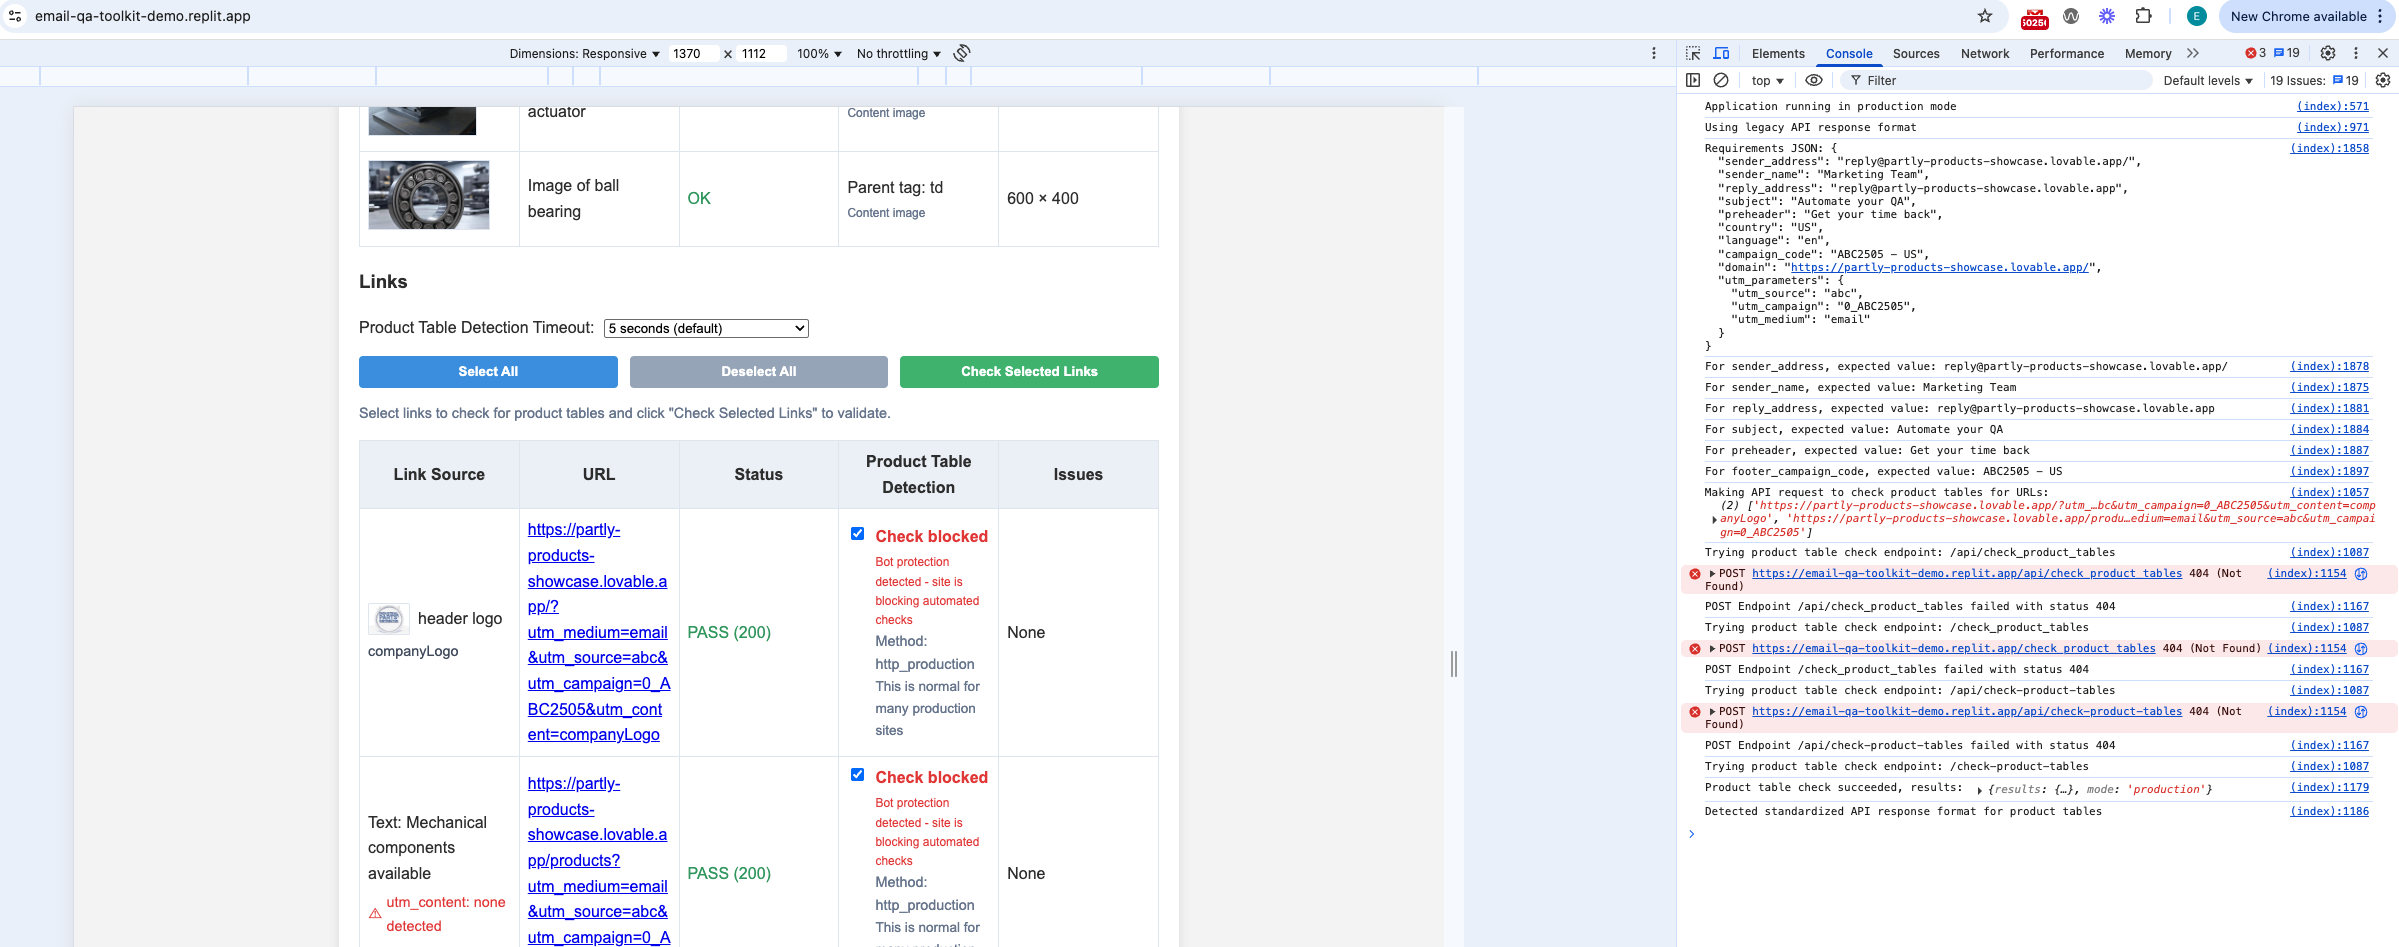 email-qa-toolkit-demo.replit.app
E
New Chrome available
Dimensions: Responsive
1370
×
1112
100%
No throttling
Elements
Console
Sources
Network
Performance
Memory
3
19
top
Filter
Default levels
19 Issues:
19
actuator
Content image
Image of ball
bearing
OK
Parent tag: td
Content image
600 × 400
Links
Product Table Detection Timeout:
5 seconds (default)
Select All
Deselect All
Check Selected Links
Select links to check for product tables and click "Check Selected Links" to validate.
Link Source
URL
Status
Product Table
Detection
Issues
header logo
companyLogo
https://partly-
products-
showcase.lovable.a
pp/?
utm_medium=email
&utm_source=abc&
utm_campaign=0_A
BC2505&utm_cont
ent=companyLogo
PASS (200)
Check blocked
Bot protection
detected - site is
blocking automated
checks
Method:
http_production
This is normal for
many production
sites
None
Text: Mechanical
components
available
utm_content: none
detected
https://partly-
products-
showcase.lovable.a
pp/products?
utm_medium=email
&utm_source=abc&
utm_campaign=0_A
PASS (200)
Check blocked
Bot protection
detected - site is
blocking automated
checks
Method:
http_production
This is normal for
None
Application running in production mode (index):571
Using legacy API response format (index):971
Requirements JSON: { (index):1858
"sender_address": "reply@partly-products-showcase.lovable.app/",
"sender_name": "Marketing Team",
"reply_address": "reply@partly-products-showcase.lovable.app",
"subject": "Automate your QA",
"preheader": "Get your time back",
"country": "US",
"language": "en",
"campaign_code": "ABC2505 - US",
"domain": "https://partly-products-showcase.lovable.app/",
"utm_parameters": {
"utm_source": "abc",
"utm_campaign": "0_ABC2505",
"utm_medium": "email"
}
}
For sender_address, expected value: reply@partly-products-showcase.lovable.app/ (index):1878
For sender_name, expected value: Marketing Team (index):1875
For reply_address, expected value: reply@partly-products-showcase.lovable.app (index):1881
For subject, expected value: Automate your QA (index):1884
For preheader, expected value: Get your time back (index):1887
For footer_campaign_code, expected value: ABC2505 - US (index):1897
Making API request to check product tables for URLs: (index):1057
(2) ['https://partly-products-showcase.lovable.app/?utm_…bc&utm_campaign=0_ABC2505&utm_content=comp
anyLogo', 'https://partly-products-showcase.lovable.app/produ…edium=email&utm_source=abc&utm_campai
gn=0_ABC2505']
Trying product table check endpoint: /api/check_product_tables (index):1087
POST https://email-qa-toolkit-demo.replit.app/api/check_product_tables 404 (Not (index):1154
Found)
POST Endpoint /api/check_product_tables failed with status 404 (index):1167
Trying product table check endpoint: /check_product_tables (index):1087
POST https://email-qa-toolkit-demo.replit.app/check_product_tables 404 (Not Found) (index):1154
POST Endpoint /check_product_tables failed with status 404 (index):1167
Trying product table check endpoint: /api/check-product-tables (index):1087
POST https://email-qa-toolkit-demo.replit.app/api/check-product-tables 404 (Not (index):1154
Found)
POST Endpoint /api/check-product-tables failed with status 404 (index):1167
Trying product table check endpoint: /check-product-tables (index):1087
Product table check succeeded, results: {results: {…}, mode: 'production'} (index):1179
Detected standardized API response format for product tables (index):1186